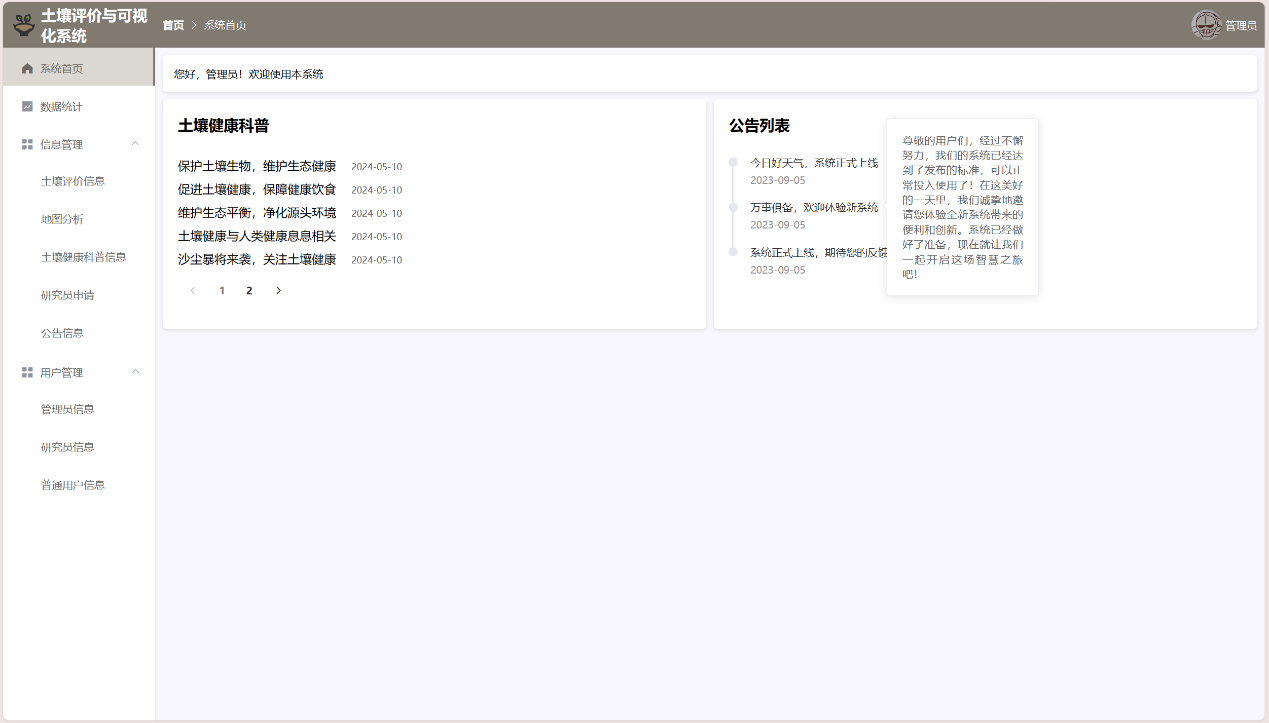 土壤评价与可视
化系统
首页 > 系统首页
管理员
系统首页
数据统计
信息管理
土壤评价信息
地图分析
土壤健康科普信息
研究员申请
公告信息
用户管理
管理员信息
研究员信息
普通用户信息
您好，管理员！欢迎使用本系统
土壤健康科普
保护土壤生物，维护生态健康 2024-05-10
促进土壤健康，保障健康饮食 2024-05-10
维护生态平衡，净化源头环境 2024-05-10
土壤健康与人类健康息息相关 2024-05-10
沙尘暴将来袭，关注土壤健康 2024-05-10
< 1 2 >
公告列表
今日好天气，系统正式上线
2023-09-05
万事俱备，欢迎体验新系统
2023-09-05
系统正式上线，期待您的反馈
2023-09-05
尊敬的用户们，经过不懈
努力，我们的系统已经达
到了发布的标准，可以正
常投入使用了！在这美好
的一天里，我们诚挚地邀
请您体验全新系统带来的
便利和创新。系统已经做
好了准备，现在就让我们
一起开启这场智慧之旅
吧！